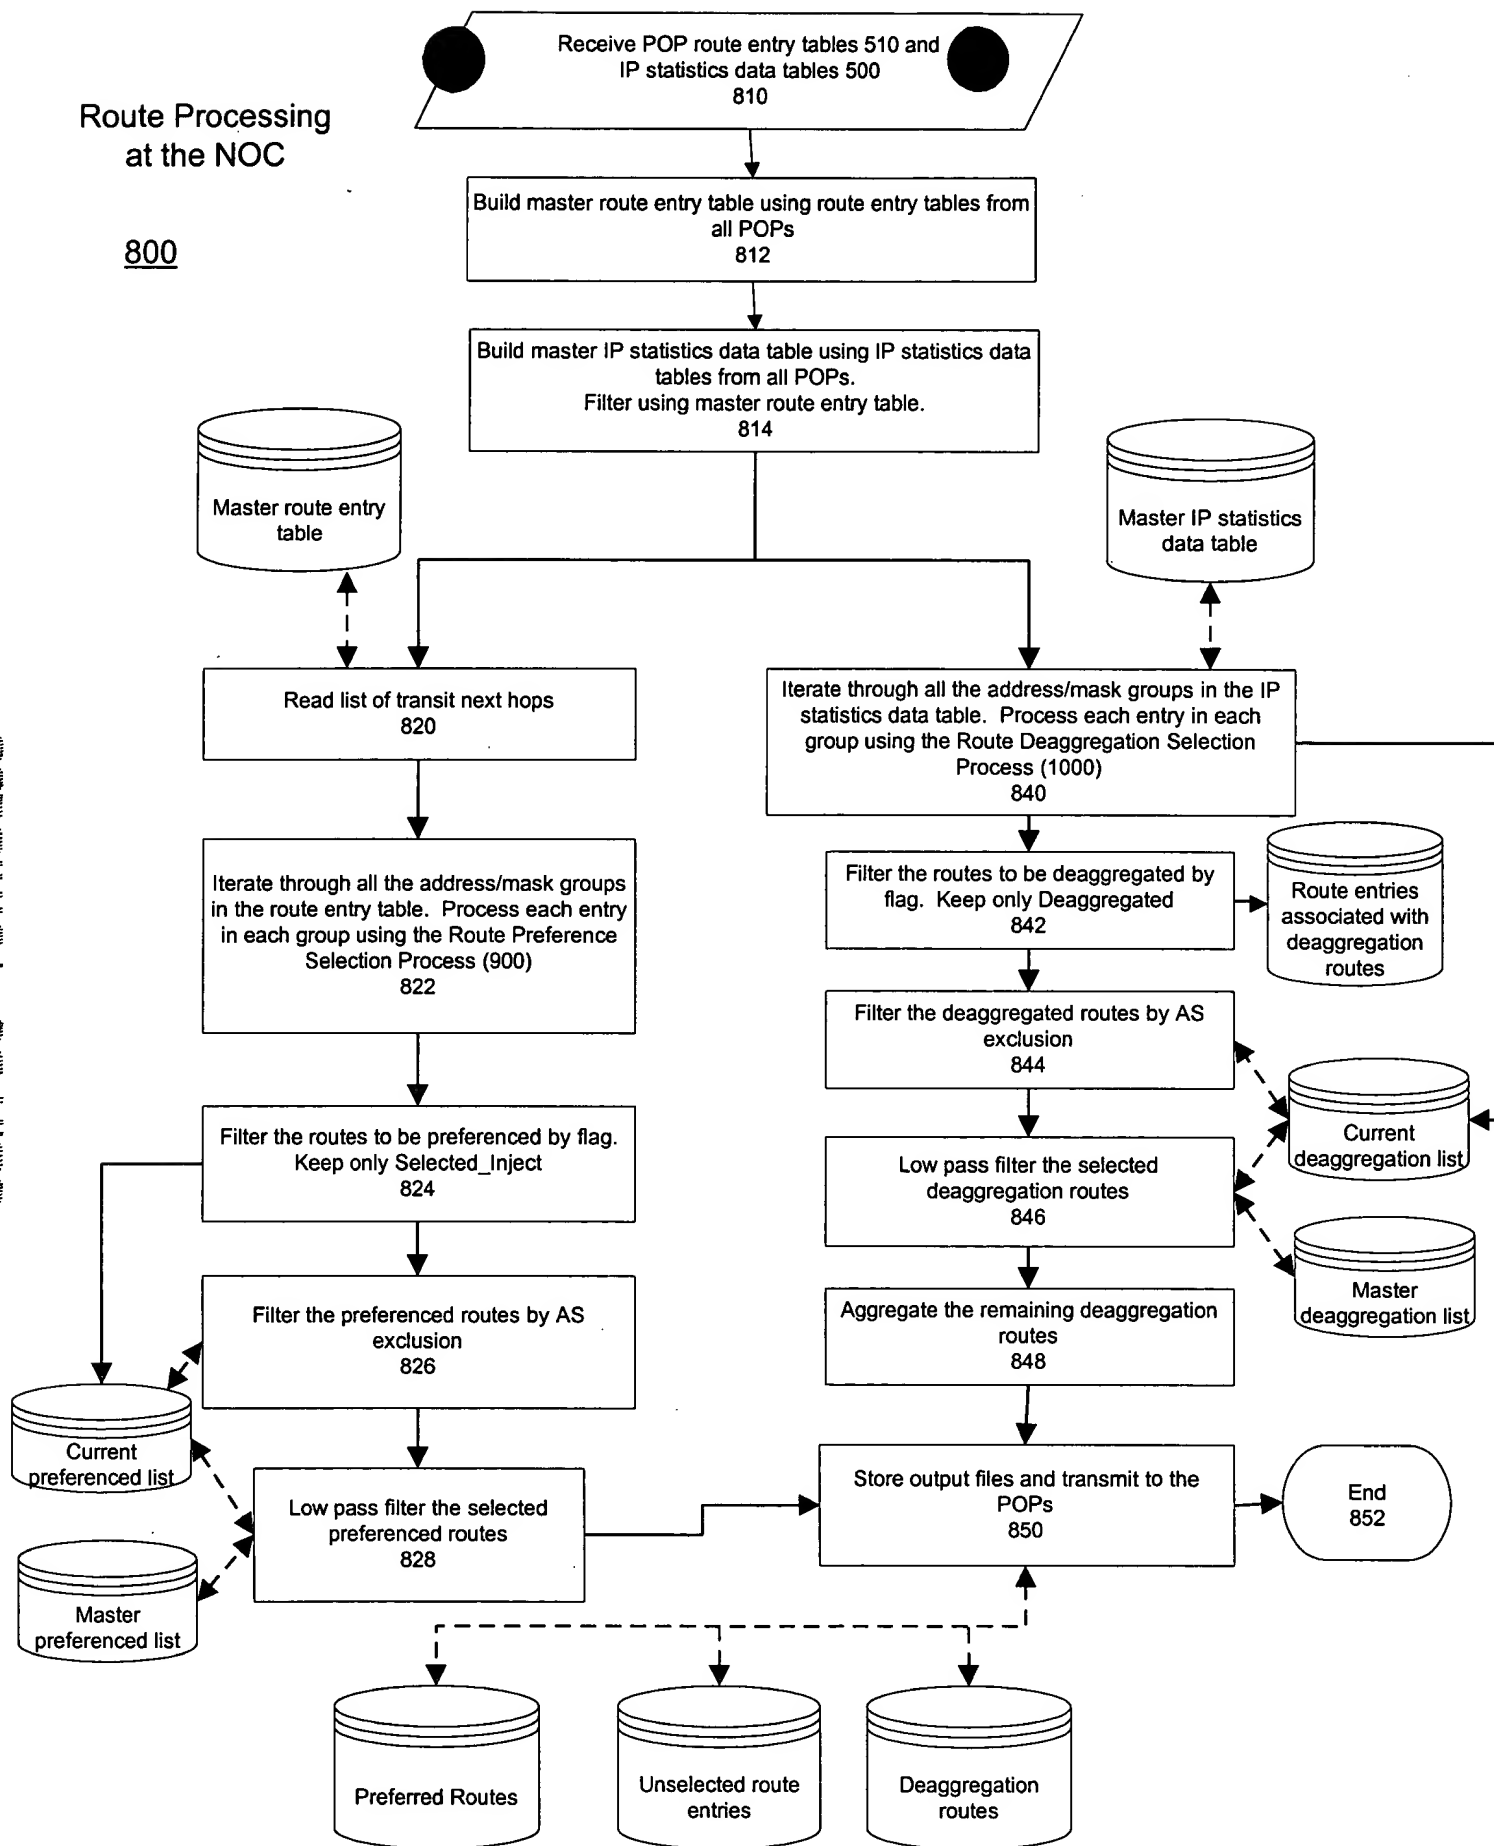 Receive POP route entry tables 510 and
IP statistics data tables 500
810
Route Processing
at the NOC
800
Build master route entry table using route entry tables from
all POPs
812
Build master IP statistics data table using IP statistics data
tables from all POPs.
Filter using master route entry table.
814
Master route entry
table
Master IP statistics
data table
Read list of transit next hops
820
Iterate through all the address/mask groups in the IP
statistics data table. Process each entry in each
group using the Route Deaggregation Selection
Process (1000)
840
Iterate through all the address/mask groups
in the route entry table. Process each entry
in each group using the Route Preference
Selection Process (900)
822
Filter the routes to be deaggregated by
flag. Keep only Deaggregated
842
Route entries
associated with
deaggregation
routes
Filter the deaggregated routes by AS
exclusion
844
Filter the routes to be preferenced by flag.
Keep only Selected_Inject
824
Low pass filter the selected
deaggregation routes
846
Current
deaggregation list
Master
deaggregation list
Filter the preferenced routes by AS
exclusion
826
Aggregate the remaining deaggregation
routes
848
Current
preferenced list
Low pass filter the selected
preferenced routes
828
Store output files and transmit to the
POPs
850
End
852
Master
preferenced list
Preferred Routes
Unselected route
entries
Deaggregation
routes